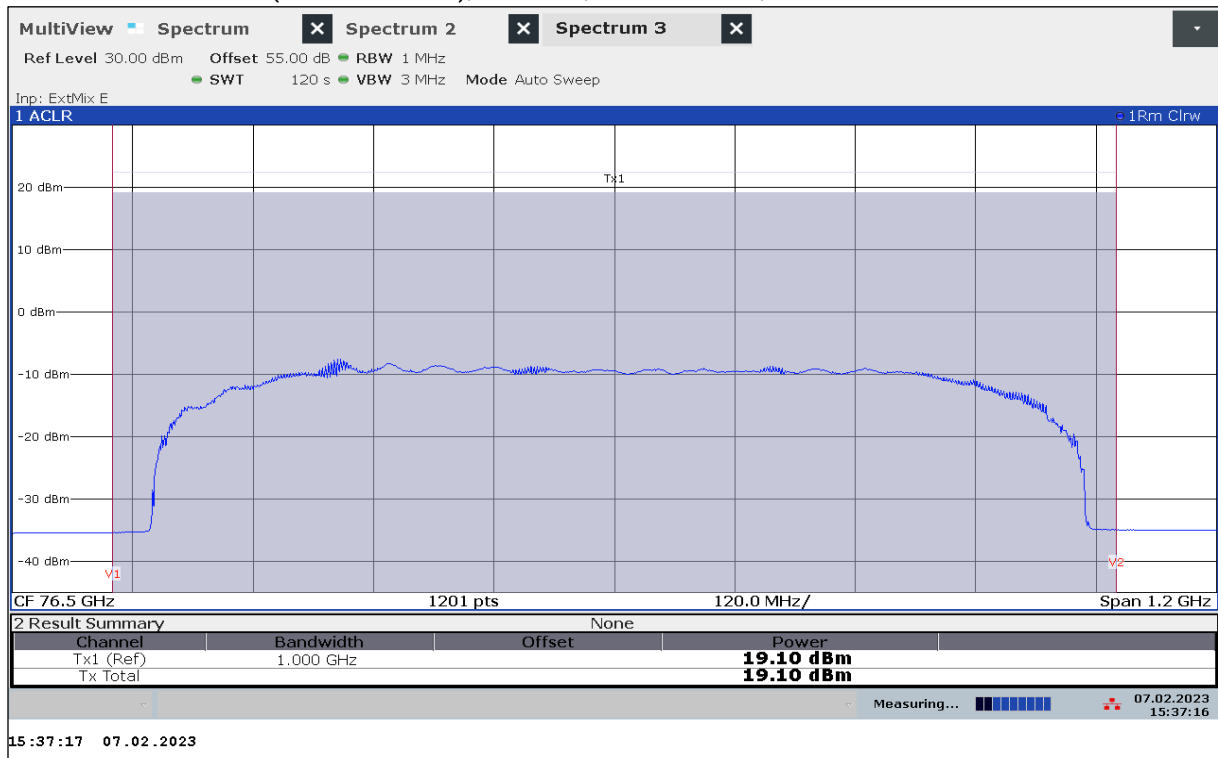 MultiView Spectrum X Spectrum 2 X Spectrum 3 X
Ref Level 30.00 dBm Offset 55.00 dB RBW 1 MHz
SWT 120 s VBW 3 MHz Mode Auto Sweep
Inp: ExtMix E
1 ACLR 1Rm Clrw
Tx1
20 dBm
10 dBm
0 dBm
-10 dBm
-20 dBm
-30 dBm
-40 dBm
V1 V2
CF 76.5 GHz 1201 pts 120.0 MHz/ Span 1.2 GHz
2 Result Summary None
Channel Bandwidth Offset Power
Tx1 (Ref) 1.000 GHz 19.10 dBm
Tx Total 19.10 dBm
Measuring... 07.02.2023
15:37:16
15:37:17 07.02.2023